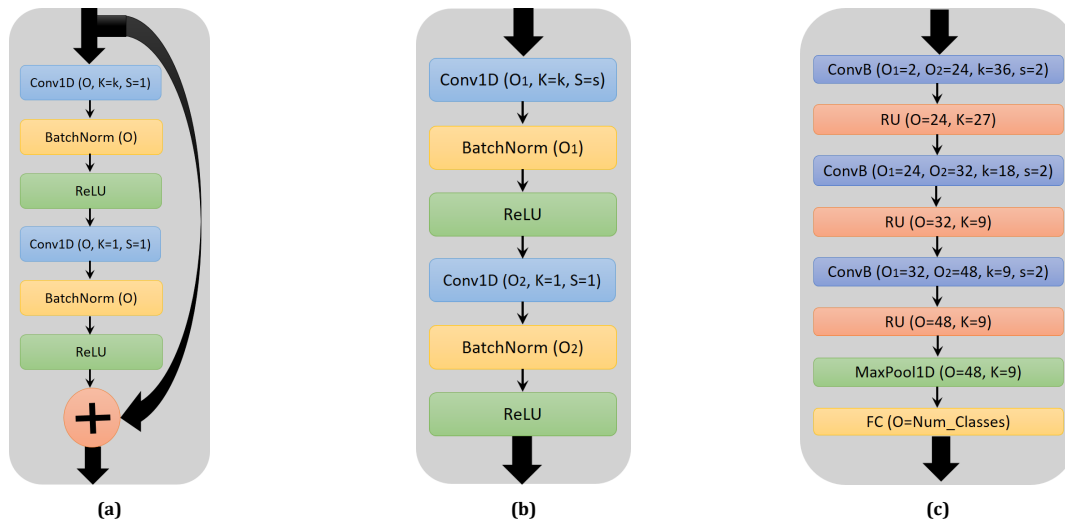 Conv1D (O, K=k, S=1)
BatchNorm (O)
ReLU
Conv1D (O, K=1, S=1)
BatchNorm (O)
ReLU
+
(a)
Conv1D (O₁, K=k, S=s)
BatchNorm (O₁)
ReLU
Conv1D (O₂, K=1, S=1)
BatchNorm (O₂)
ReLU
(b)
ConvB (O₁=2, O₂=24, k=36, s=2)
RU (O=24, K=27)
ConvB (O₁=24, O₂=32, k=18, s=2)
RU (O=32, K=9)
ConvB (O₁=32, O₂=48, k=9, s=2)
RU (O=48, K=9)
MaxPool1D (O=48, K=9)
FC (O=Num_Classes)
(c)